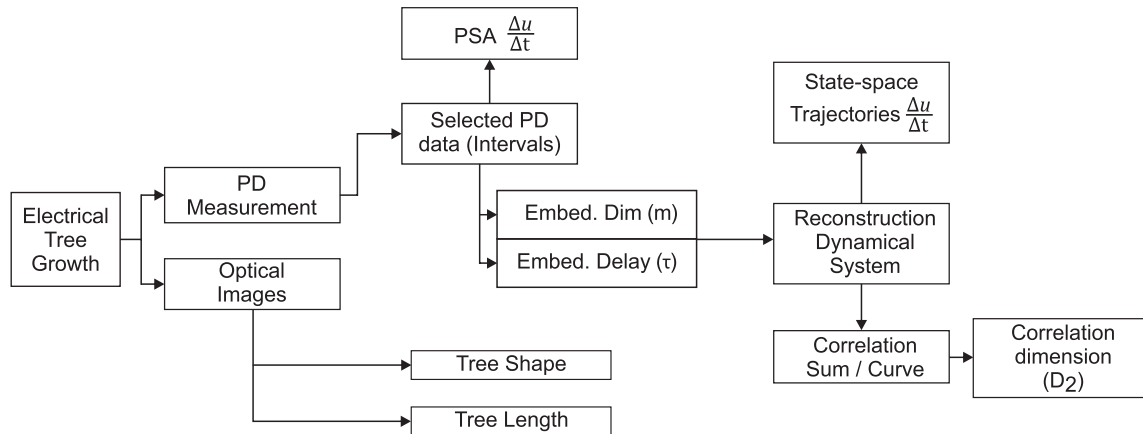 PSA Δu/Δt
Selected PD
data (Intervals)
State-space
Trajectories Δu/Δt
PD
Measurement
Electrical
Tree
Growth
Embed. Dim (m)
Embed. Delay (τ)
Reconstruction
Dynamical
System
Optical
Images
Correlation
Sum / Curve
Correlation
dimension
(D2)
Tree Shape
Tree Length